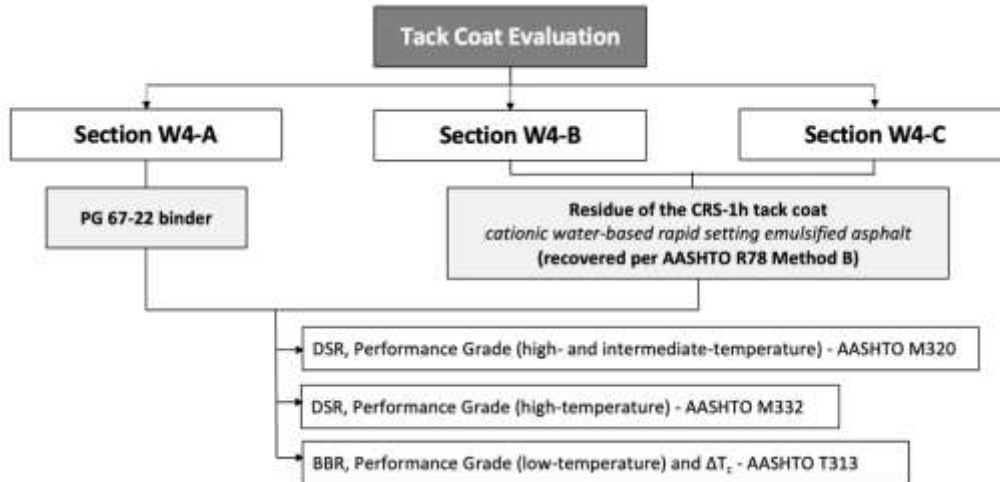 Tack Coat Evaluation
Section W4-A
Section W4-B
Section W4-C
PG 67-22 binder
Residue of the CRS-1h tack coat
cationic water-based rapid setting emulsified asphalt
(recovered per AASHTO R78 Method B)
DSR, Performance Grade (high- and intermediate-temperature) - AASHTO M320
DSR, Performance Grade (high-temperature) - AASHTO M332
BBR, Performance Grade (low-temperature) and ΔTc - AASHTO T313